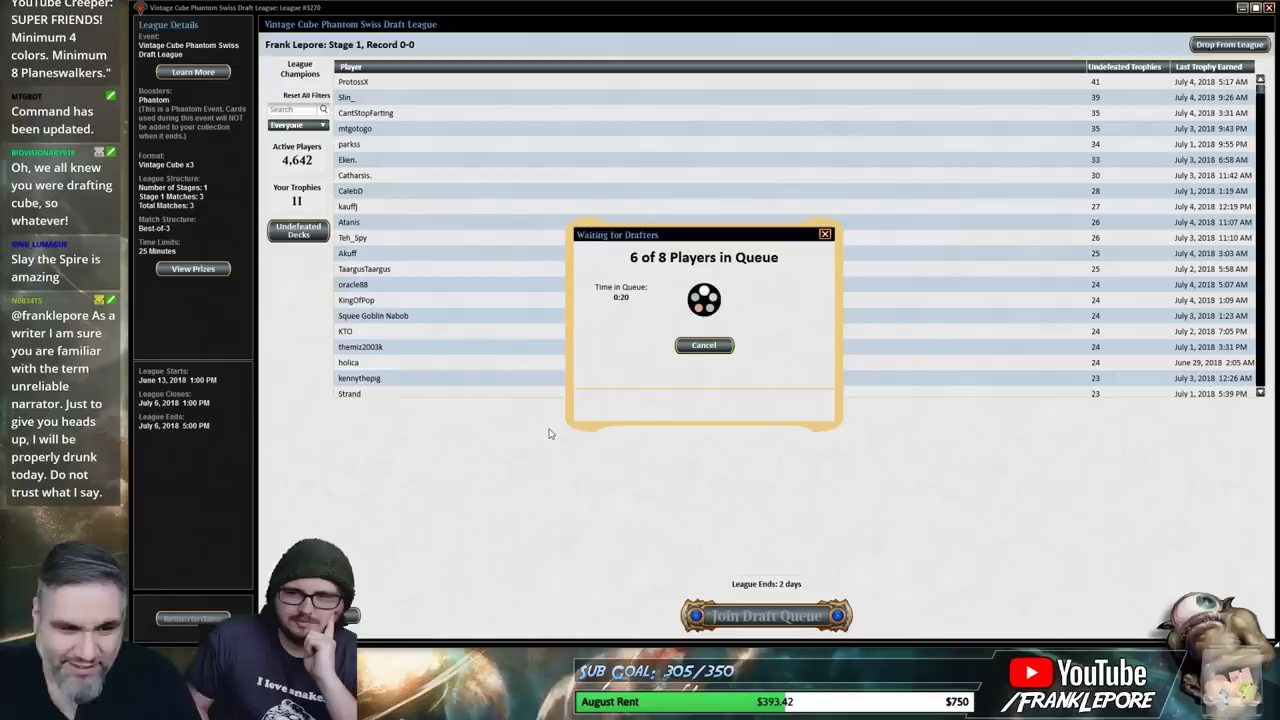 YouTube Creeper:
SUPER FRIENDS!
Minimum 4
colors. Minimum
8 Planeswalkers."
MTGBOT
Command has
been updated.
BIOVISIONARY918
Oh, we all knew
you were drafting
cube, so
whatever!
KING_LUMAGUE
Slay the Spire is
amazing
N0B34TS
@franklepore As a
writer I am sure
you are familiar
with the term
unreliable
narrator. Just to
give you heads
up, I will be
properly drunk
today. Do not
trust what I say.
Vintage Cube Phantom Swiss Draft League: League #3270
League Details
Event:
Vintage Cube Phantom Swiss
Draft League
Learn More
Boosters:
Phantom
(This is a Phantom Event. Cards
used during this event will NOT
be added to your collection
when it ends.)
Format:
Vintage Cube x3
League Structure:
Number of Stages: 1
Stage 1 Matches: 3
Total Matches: 3
Match Structure:
Best-of-3
Time Limits:
25 Minutes
View Prizes
League Starts:
June 13, 2018 1:00 PM
League Closes:
July 6, 2018 1:00 PM
League Ends:
July 6, 2018 5:00 PM
Vintage Cube Phantom Swiss Draft League
Frank Lepore: Stage 1, Record 0-0
Drop From League
League
Champions
Reset All Filters
Search
Everyone
Active Players
4,642
Your Trophies
11
Undefeated
Decks
Player Undefeated Trophies Last Trophy Earned
ProtossX 41 July 4, 2018 5:17 AM
Slin_ 39 July 4, 2018 9:26 AM
CantStopFarting 35 July 4, 2018 3:31 AM
mtgotogo 35 July 3, 2018 9:43 PM
parkss 34 July 1, 2018 9:55 PM
Eken. 33 July 3, 2018 6:58 AM
Catharsis. 30 July 3, 2018 11:42 AM
CalebD 28 July 1, 2018 1:19 AM
kauffj 27 July 4, 2018 12:19 PM
Atanis 26 July 4, 2018 11:07 AM
Teh_Spy 26 July 3, 2018 11:10 AM
Akuff 25 July 4, 2018 3:03 AM
TaargusTaargus 25 July 2, 2018 5:58 AM
oracle88 24 July 4, 2018 5:07 AM
KingOfPop 24 July 4, 2018 1:09 AM
Squee Goblin Nabob 24 July 3, 2018 1:23 AM
KTO 24 July 2, 2018 7:05 PM
themiz2003k 24 July 1, 2018 3:31 PM
holica 24 June 29, 2018 2:05 AM
kennythepig 23 July 3, 2018 12:26 AM
Strand 23 July 1, 2018 5:39 PM
Waiting for Drafters
6 of 8 Players in Queue
Time in Queue:
0:20
Cancel
League Ends: 2 days
Join Draft Queue
I love snake.
SUB GOAL: 305/350
August Rent $393.42 $750
YouTube
/FRANKLEPORE